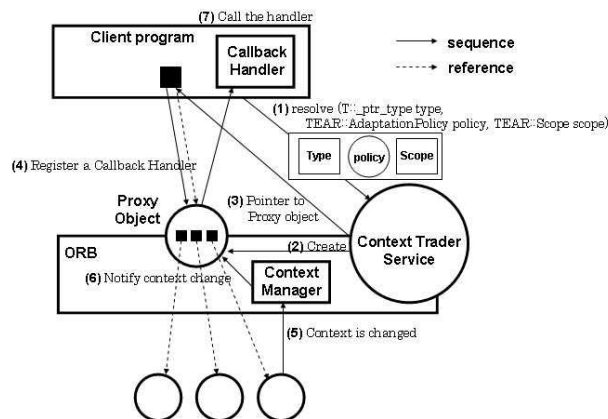 (7) Call the handler
Client program
Callback
Handler
sequence
reference
(1) resolve (T::_ptr_type type,
TEAR::AdaptationPolicy policy, TEAR::Scope scope)
Type
policy
Scope
(4) Register a Callback Handler
Proxy
Object
(3) Pointer to
Proxy object
(2) Create
Context Trader
Service
ORB
(6) Notify context change
Context
Manager
(5) Context is changed